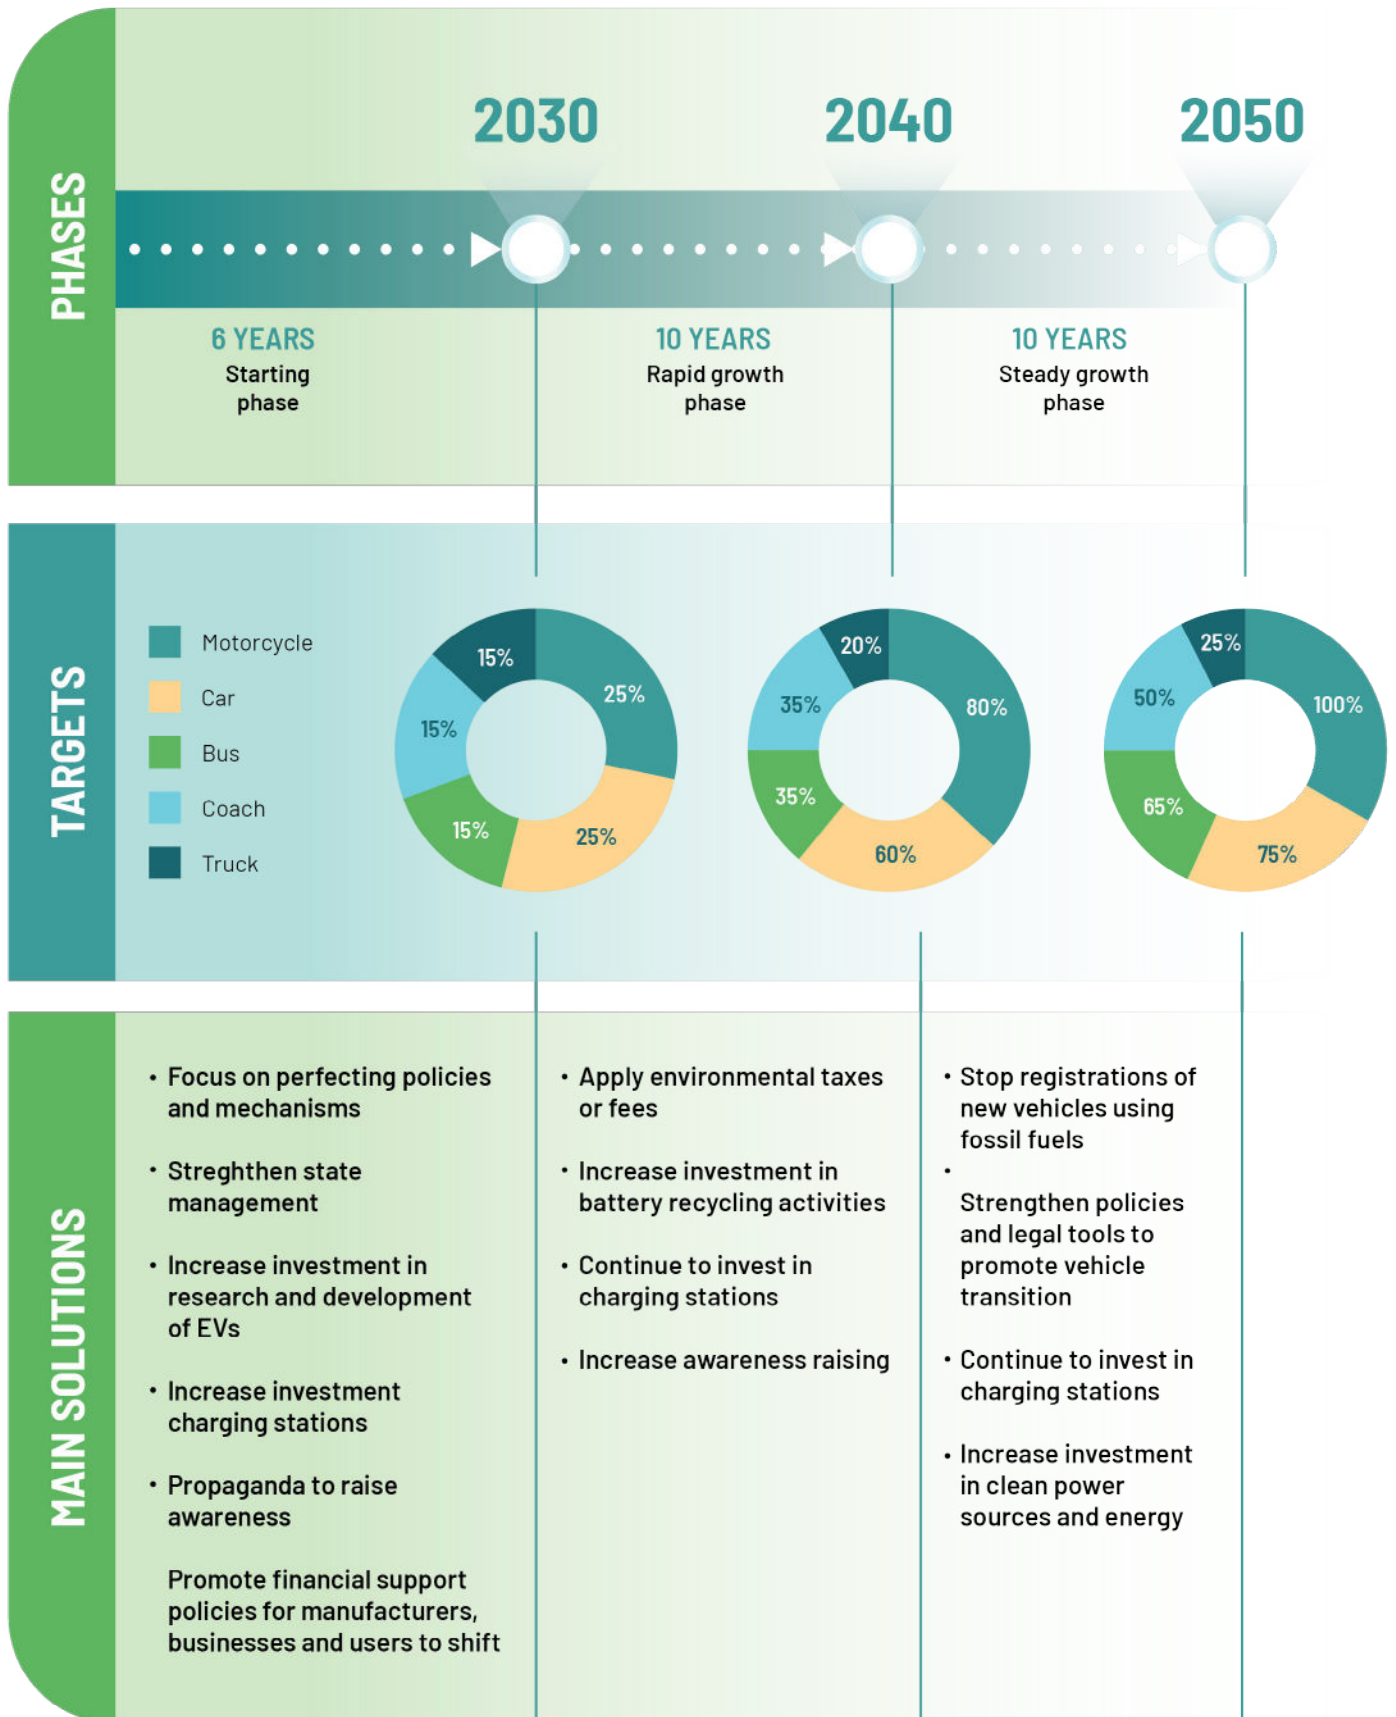 PHASES
2030
2040
2050
6 YEARS
Starting
phase
10 YEARS
Rapid growth
phase
10 YEARS
Steady growth
phase
TARGETS
Motorcycle
Car
Bus
Coach
Truck
15%
25%
15%
15%
25%
20%
80%
35%
35%
60%
25%
100%
50%
65%
75%
MAIN SOLUTIONS
• Focus on perfecting policies
and mechanisms
• Streghthen state
management
• Increase investment in
research and development
of EVs
• Increase investment
charging stations
• Propaganda to raise
awareness
Promote financial support
policies for manufacturers,
businesses and users to shift
• Apply environmental taxes
or fees
• Increase investment in
battery recycling activities
• Continue to invest in
charging stations
• Increase awareness raising
• Stop registrations of
new vehicles using
fossil fuels
•
Strengthen policies
and legal tools to
promote vehicle
transition
• Continue to invest in
charging stations
• Increase investment
in clean power
sources and energy